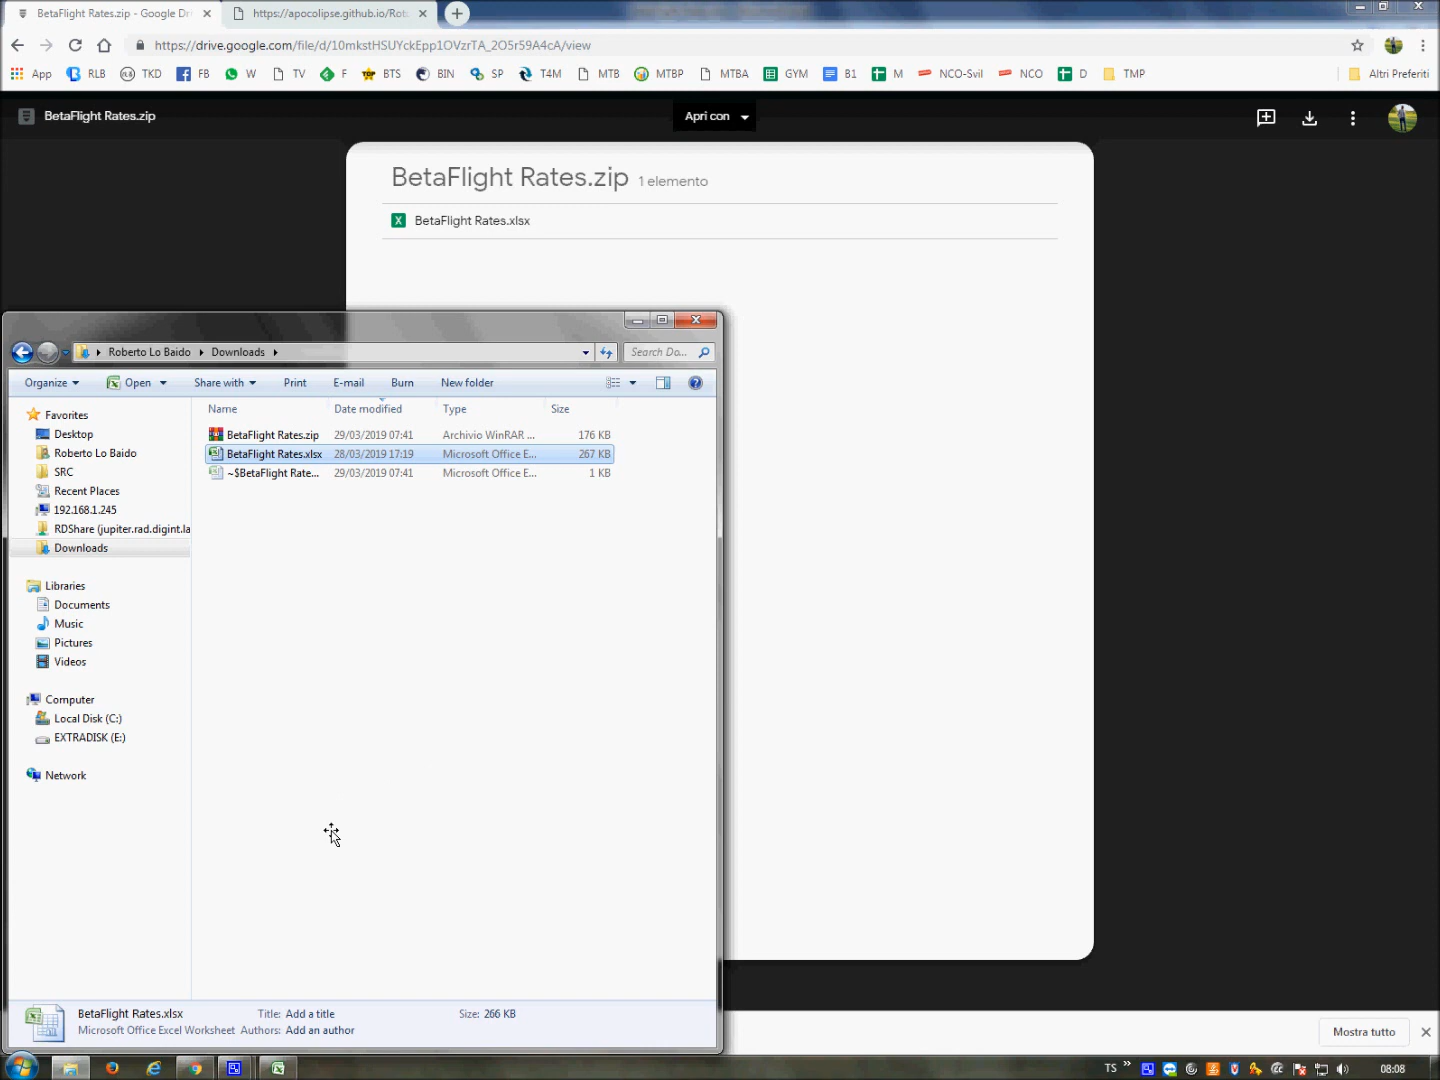 BetaFlight Rates.zip - Google Dri
https://apocolipse.github.io/Rot
https://drive.google.com/file/d/10mkstHSUYckEpp1OVzrTA_2O5r59A4cA/view
App RLB TKD FB W TV F BTS BIN SP T4M MTB MTBP MTBA GYM B1 M NCO-Svil NCO D TMP Altri Preferiti
BetaFlight Rates.zip
Apri con
BetaFlight Rates.zip 1 elemento
BetaFlight Rates.xlsx
Roberto Lo Baido Downloads
Search Do...
Organize Open Share with Print E-mail Burn New folder
Name Date modified Type Size
BetaFlight Rates.zip 29/03/2019 07:41 Archivio WinRAR ... 176 KB
BetaFlight Rates.xlsx 28/03/2019 17:19 Microsoft Office E... 267 KB
~$BetaFlight Rate... 29/03/2019 07:41 Microsoft Office E... 1 KB
Favorites
Desktop
Roberto Lo Baido
SRC
Recent Places
192.168.1.245
RDShare (jupiter.rad.digint.la
Downloads
Libraries
Documents
Music
Pictures
Videos
Computer
Local Disk (C:)
EXTRADISK (E:)
Network
BetaFlight Rates.xlsx Title: Add a title Size: 266 KB
Microsoft Office Excel Worksheet Authors: Add an author
Mostra tutto
TS
08:08